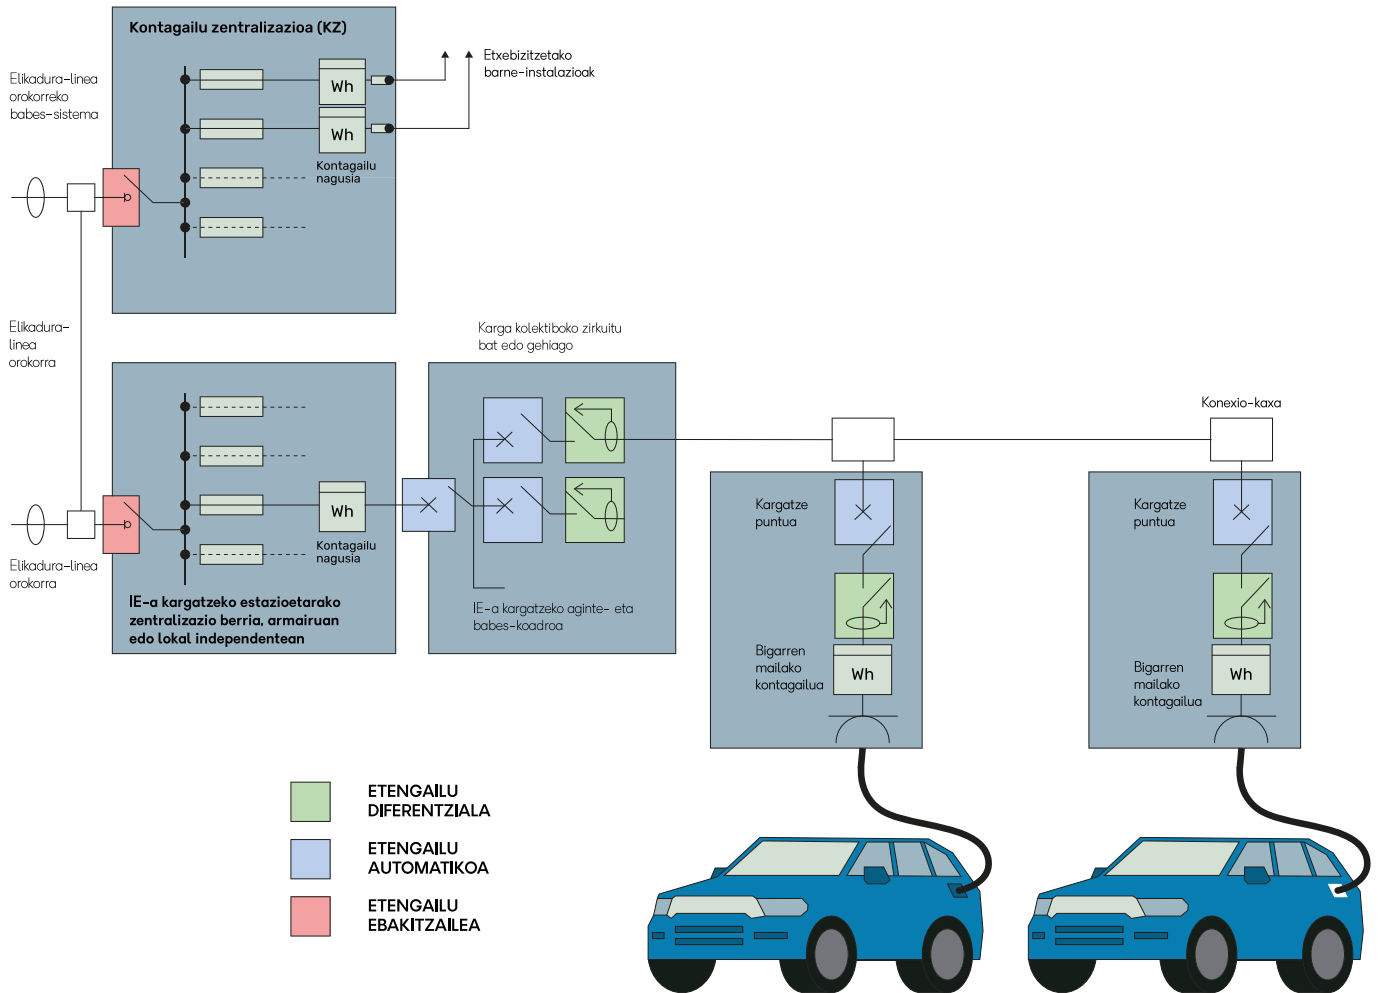 Kontagailu zentralizazioa (KZ)
Elikadura-linea
orokorreko
babes-sistema
Etxebizitzetako
barne-instalazioak
Wh
Wh
Kontagailu
nagusia
Elikadura-
linea
orokorra
Karga kolektiboko zirkuitu
bat edo gehiago
Konexio-kaxa
Wh
Kontagailu
nagusia
Elikadura-linea
orokorra
IE-a kargatzeko estazioetarako
zentralizazio berria, armairuan
edo lokal independentean
IE-a kargatzeko aginte- eta
babes-koadroa
Kargatze
puntua
Bigarren
mailako
kontagailua
Wh
Kargatze
puntua
Bigarren
mailako
kontagailua
Wh
ETENGAILU
DIFERENTZIALA
ETENGAILU
AUTOMATIKOA
ETENGAILU
EBAKITZAILEA